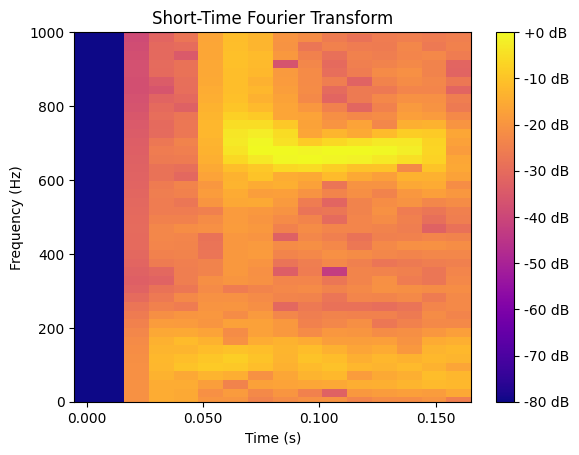 Short-Time Fourier Transform
1000
800
600
400
200
0
Frequency (Hz)
0.000
0.050
0.100
0.150
Time (s)
+0 dB
-10 dB
-20 dB
-30 dB
-40 dB
-50 dB
-60 dB
-70 dB
-80 dB